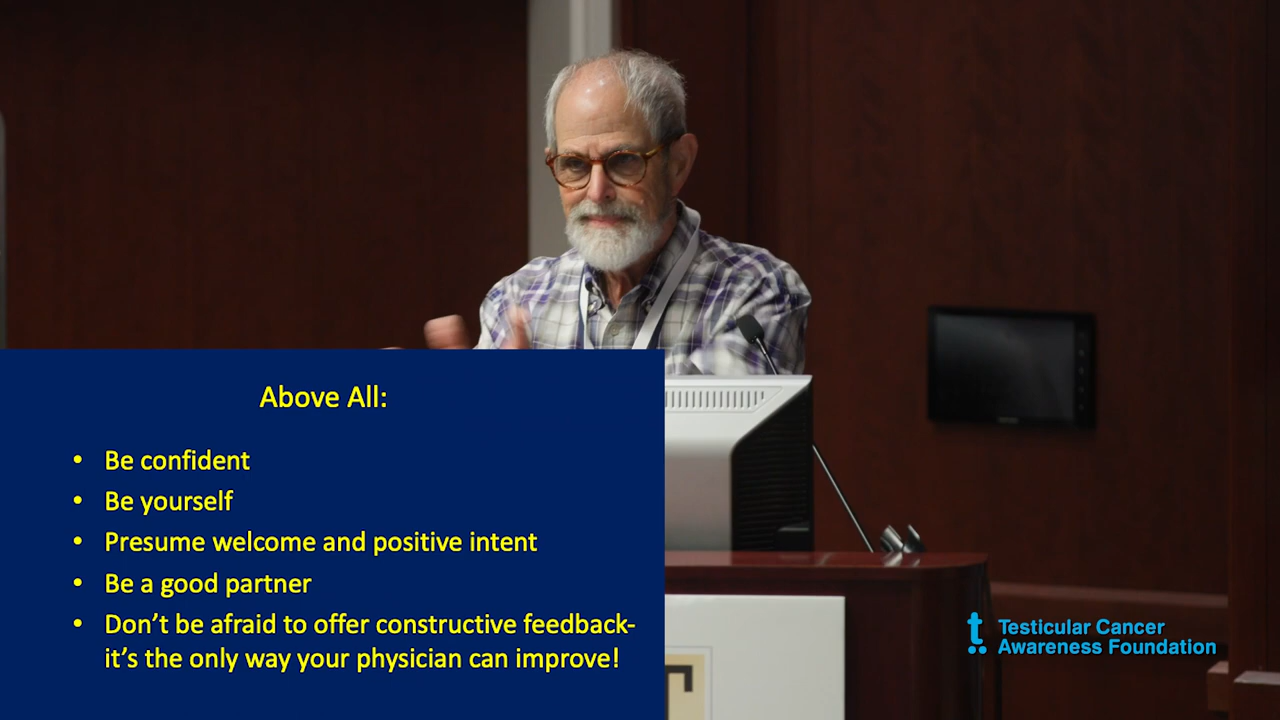 Above All:
• Be confident
• Be yourself
• Presume welcome and positive intent
• Be a good partner
• Don’t be afraid to offer constructive feedback-
it’s the only way your physician can improve!
Testicular Cancer
Awareness Foundation